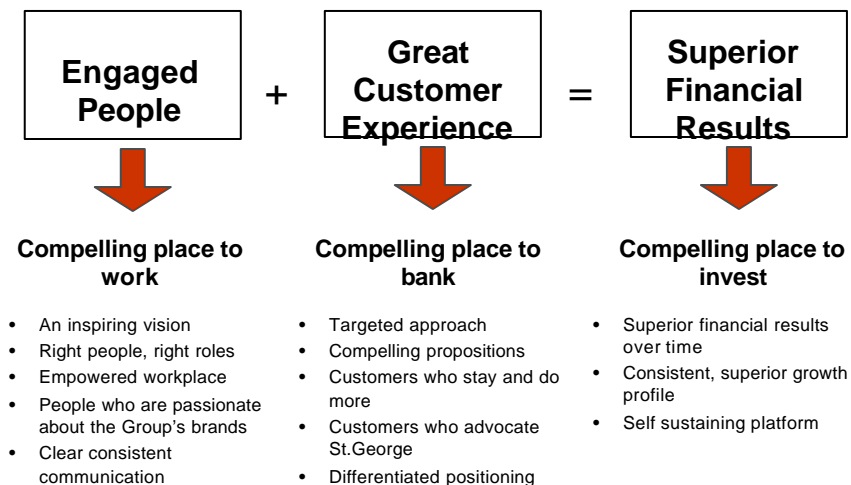 Engaged
People
+
Great
Customer
Experience
=
Superior
Financial
Results
Compelling place to
work
• An inspiring vision
• Right people, right roles
• Empowered workplace
• People who are passionate
about the Group's brands
• Clear consistent
communication
Compelling place to
bank
• Targeted approach
• Compelling propositions
• Customers who stay and do
more
• Customers who advocate
St.George
• Differentiated positioning
Compelling place to
invest
• Superior financial results
over time
• Consistent, superior growth
profile
• Self sustaining platform